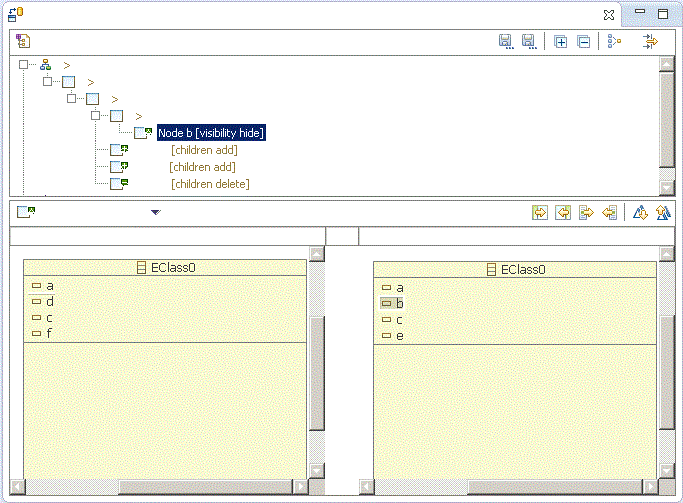 >
>
>
>
Node b [visibility hide]
[children add]
[children add]
[children delete]
EClass0
a
d
c
f
EClass0
a
b
c
e